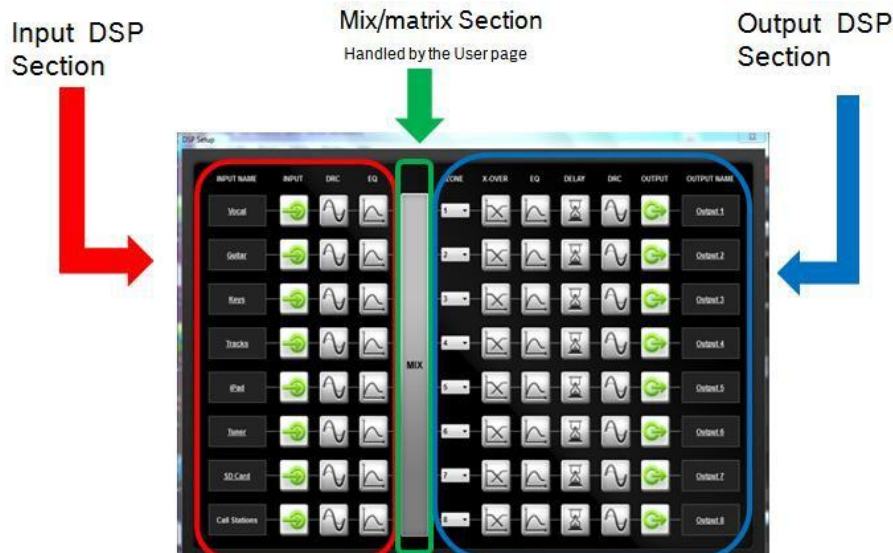 Input DSP
Section
Mix/matrix Section
Handled by the User page
Output DSP
Section
DSP Setup
INPUT NAME INPUT DRC EQ ZONE X-OVER EQ DELAY DRC OUTPUT OUTPUT NAME
Vocal 1 Output 1
Guitar 2 Output 2
Keys 3 Output 3
Tracks 4 Output 4
MIX
iPad 5 Output 5
Tuner 6 Output 6
SD Card 7 Output 7
Call Stations 8 Output 8